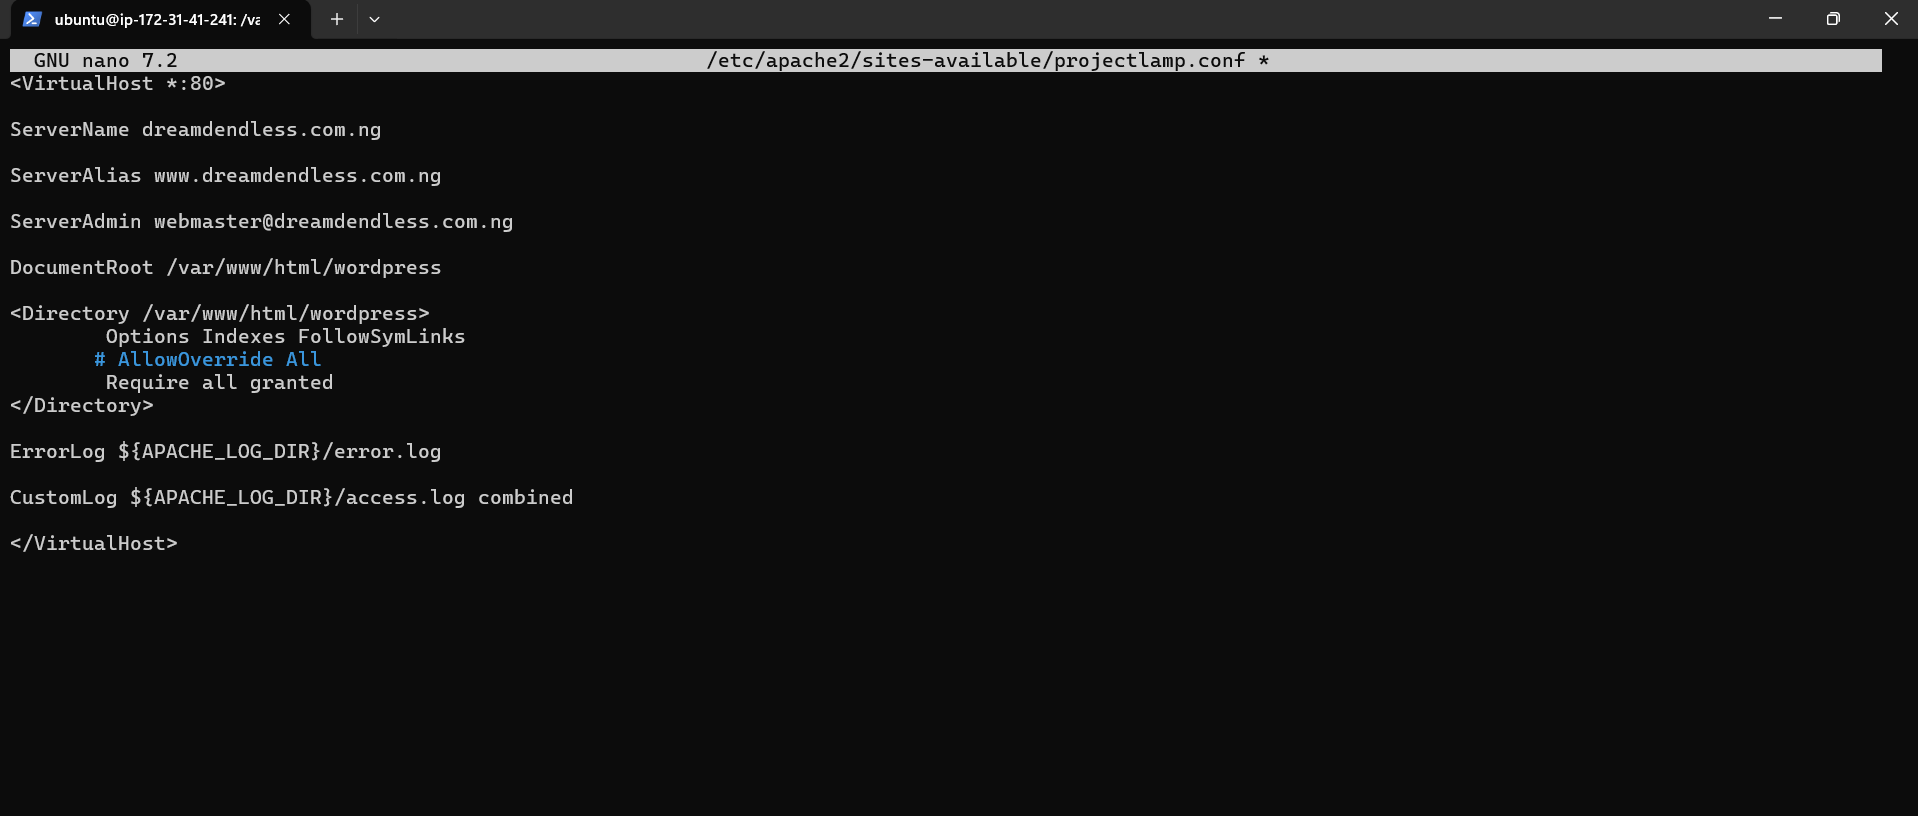 ubuntu@ip-172-31-41-241: /va
GNU nano 7.2 /etc/apache2/sites-available/projectlamp.conf *
<VirtualHost *:80>
ServerName dreamdendless.com.ng
ServerAlias www.dreamdendless.com.ng
ServerAdmin webmaster@dreamdendless.com.ng
DocumentRoot /var/www/html/wordpress
<Directory /var/www/html/wordpress>
Options Indexes FollowSymLinks
# AllowOverride All
Require all granted
</Directory>
ErrorLog ${APACHE_LOG_DIR}/error.log
CustomLog ${APACHE_LOG_DIR}/access.log combined
</VirtualHost>